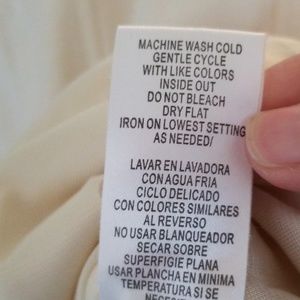 MACHINE WASH COLD
GENTLE CYCLE
WITH LIKE COLORS
INSIDE OUT
DO NOT BLEACH
DRY FLAT
IRON ON LOWEST SETTING
AS NEEDED/
LAVAR EN LAVADORA
CON AGUA FRIA
CICLO DELICADO
CON COLORES SIMILARES
AL REVERSO
NO USAR BLANQUEADOR
SECAR SOBRE
SUPERFIGIE PLANA
USAR PLANCHA EN MINIMA
TEMPERATURA SI SE